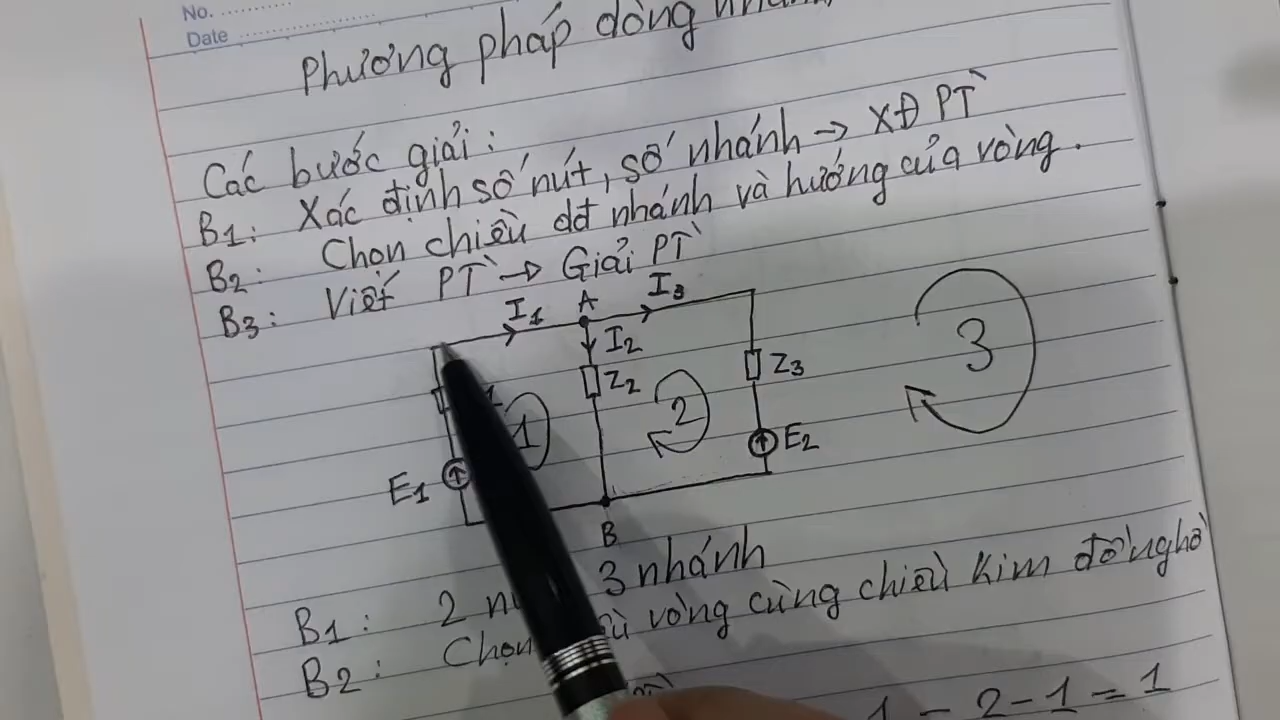 No. ............
Date ............
Phương pháp dòng nhánh
Các bước giải:
B1: Xác định số nút, số nhánh → XĐ PT
B2: Chọn chiều dđ nhánh và hướng của vòng.
B3: Viết PT → Giải PT
I1 A I3
I2
Z2 Z3
1 2 3
E1 E2
B
B1: 2 3 nhánh
B2: Chọn vòng cùng chiều kim đồng hồ
1 - 2-1=1